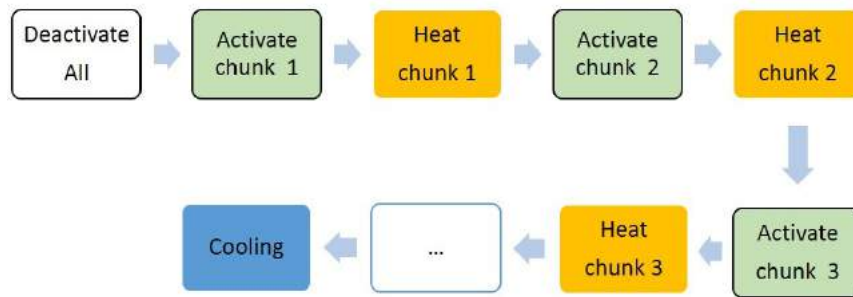 Deactivate
All
Activate
chunk 1
Heat
chunk 1
Activate
chunk 2
Heat
chunk 2
Activate
chunk 3
Heat
chunk 3
...
Cooling